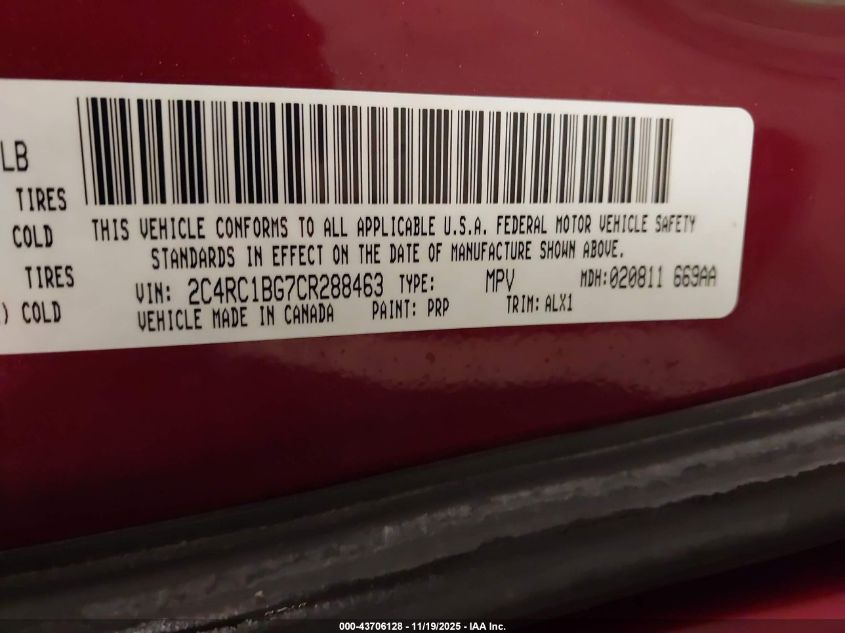 LB
TIRES
COLD
TIRES
) COLD
THIS VEHICLE CONFORMS TO ALL APPLICABLE U.S.A. FEDERAL MOTOR VEHICLE SAFETY
STANDARDS IN EFFECT ON THE DATE OF MANUFACTURE SHOWN ABOVE.
VIN: 2C4RC1BG7CR288463 TYPE: MPV MDH:020811 669AA
VEHICLE MADE IN CANADA PAINT: PRP TRIM: ALX1
000-43706128 - 11/19/2025 - IAA Inc.